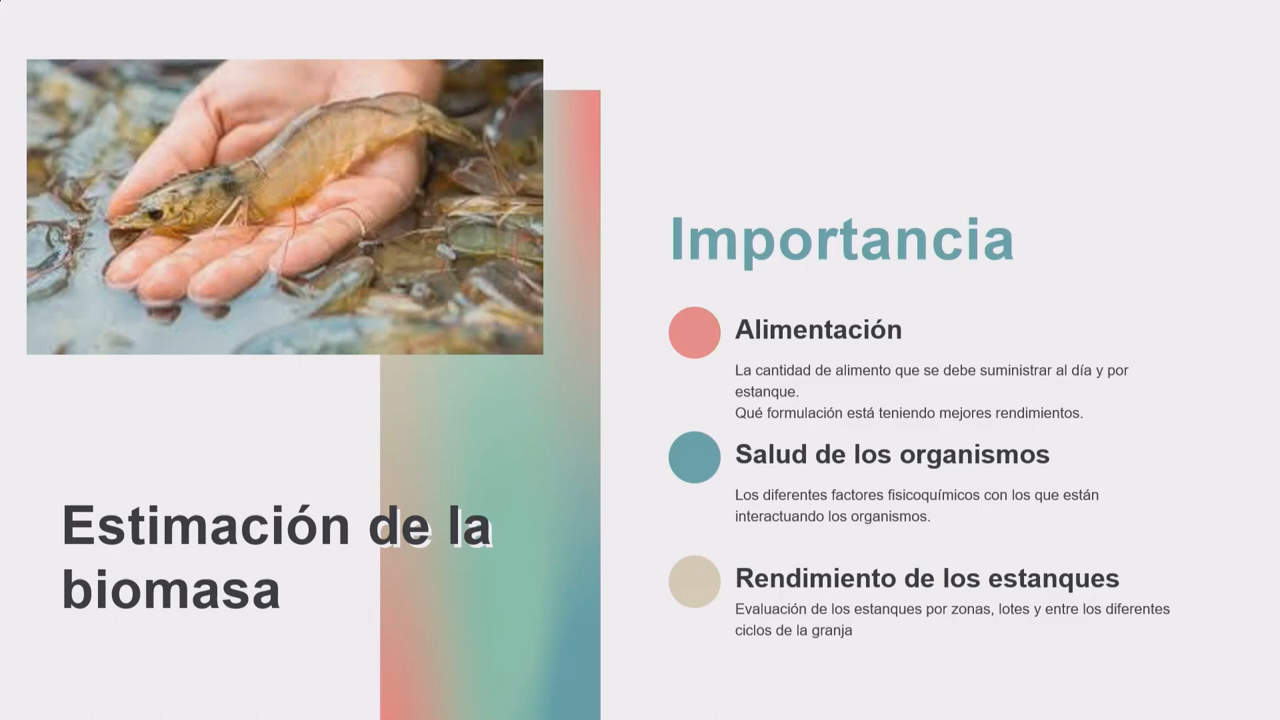 Estimación de la
biomasa
Importancia
Alimentación
La cantidad de alimento que se debe suministrar al día y por
estanque.
Qué formulación está teniendo mejores rendimientos.
Salud de los organismos
Los diferentes factores fisicoquímicos con los que están
interactuando los organismos.
Rendimiento de los estanques
Evaluación de los estanques por zonas, lotes y entre los diferentes
ciclos de la granja